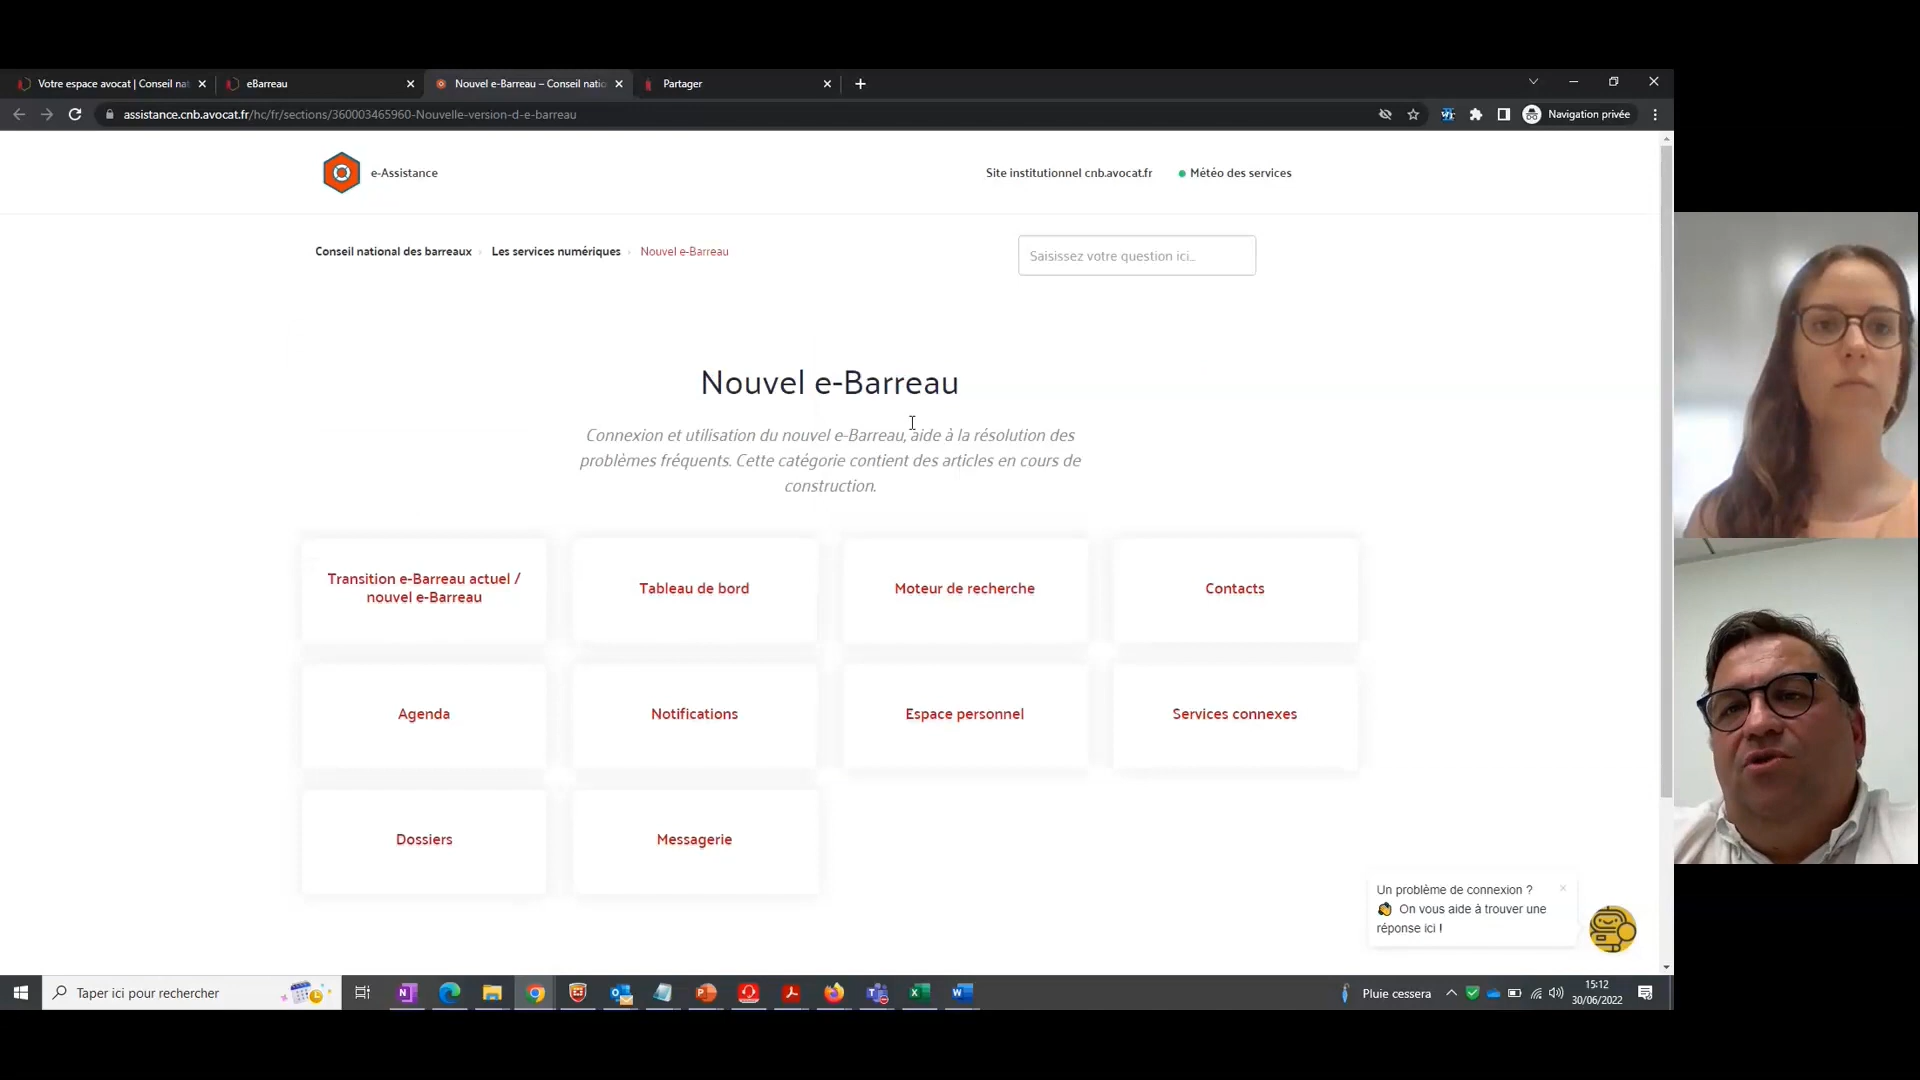 Votre espace avocat | Conseil nat
eBarreau
Nouvel e-Barreau – Conseil natio
Partager
assistance.cnb.avocat.fr/hc/fr/sections/360003465960-Nouvelle-version-d-e-barreau
Navigation privée
e-Assistance
Site institutionnel cnb.avocat.fr
Météo des services
Conseil national des barreaux
Les services numériques
Nouvel e-Barreau
Saisissez votre question ici...
Nouvel e-Barreau
Connexion et utilisation du nouvel e-Barreau, aide à la résolution des
problèmes fréquents. Cette catégorie contient des articles en cours de
construction.
Transition e-Barreau actuel /
nouvel e-Barreau
Tableau de bord
Moteur de recherche
Contacts
Agenda
Notifications
Espace personnel
Services connexes
Dossiers
Messagerie
Un problème de connexion ?
On vous aide à trouver une
réponse ici !
Taper ici pour rechercher
Pluie cessera
15:12
30/06/2022